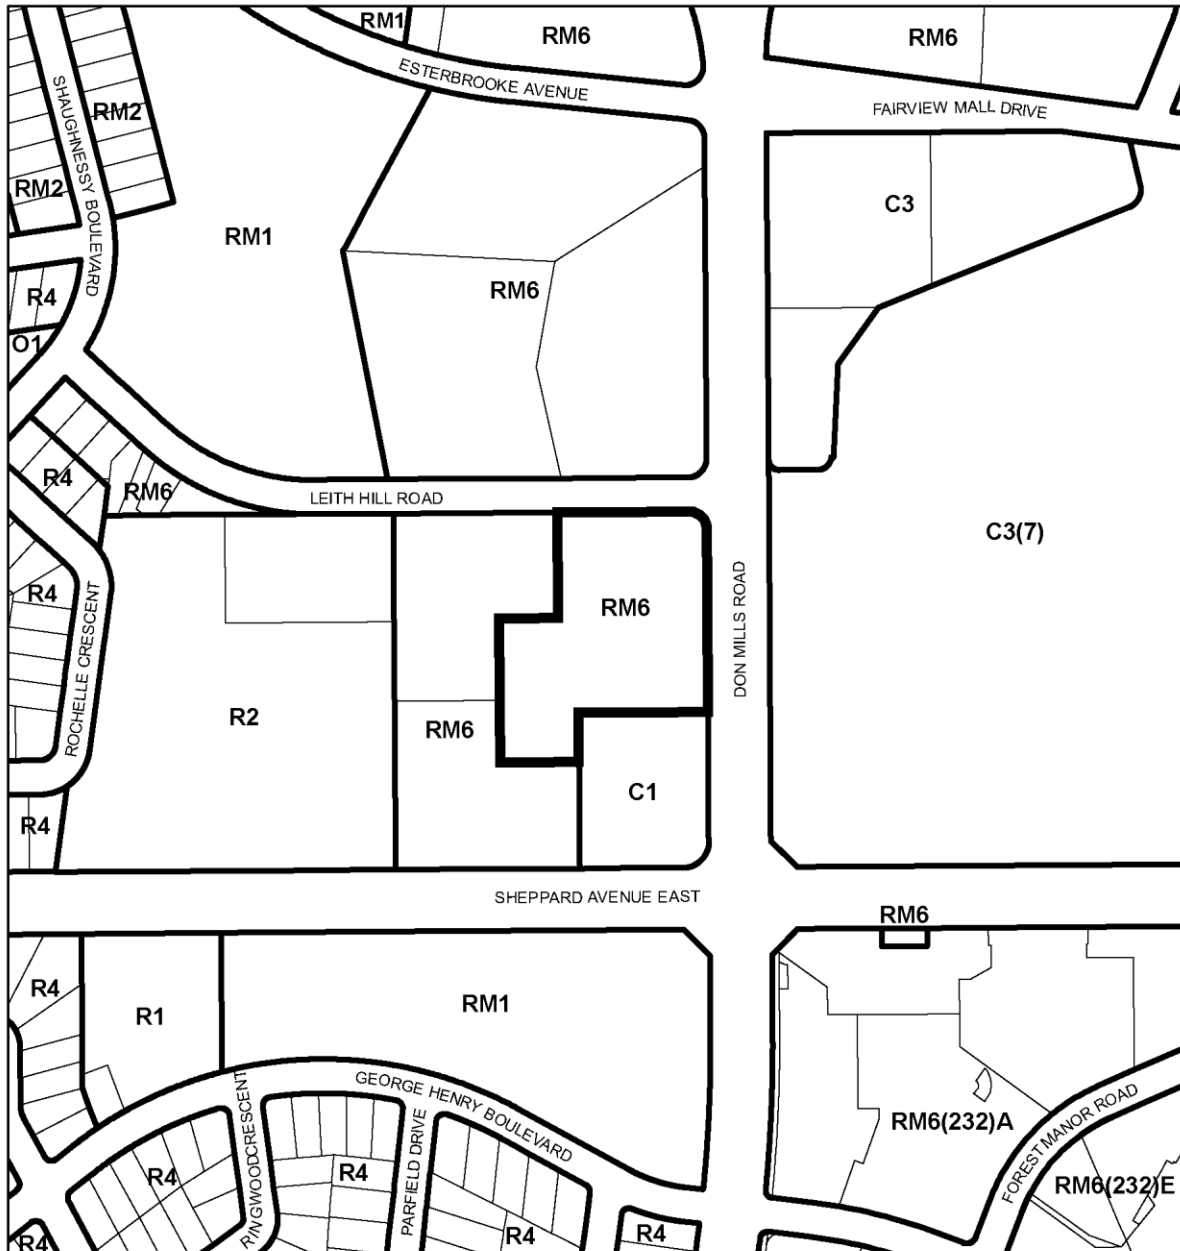 RM1
RM6
RM6
ESTERBROOKE AVENUE
FAIRVIEW MALL DRIVE
SHAUGHNESSY BOULEVARD
RM2
RM2
C3
RM1
RM6
R4
O1
R4
RM6
LEITH HILL ROAD
C3(7)
R4
ROCHELLE CRESCENT
RM6
DON MILLS ROAD
R2
RM6
C1
R4
SHEPPARD AVENUE EAST
RM6
R4
R1
RM1
GEORGE HENRY BOULEVARD
RINGWOODCRESCENT
PARFIELD DRIVE
RM6(232)A
FOREST MANOR ROAD
RM6(232)E
R4
R4
R4
R4
R4